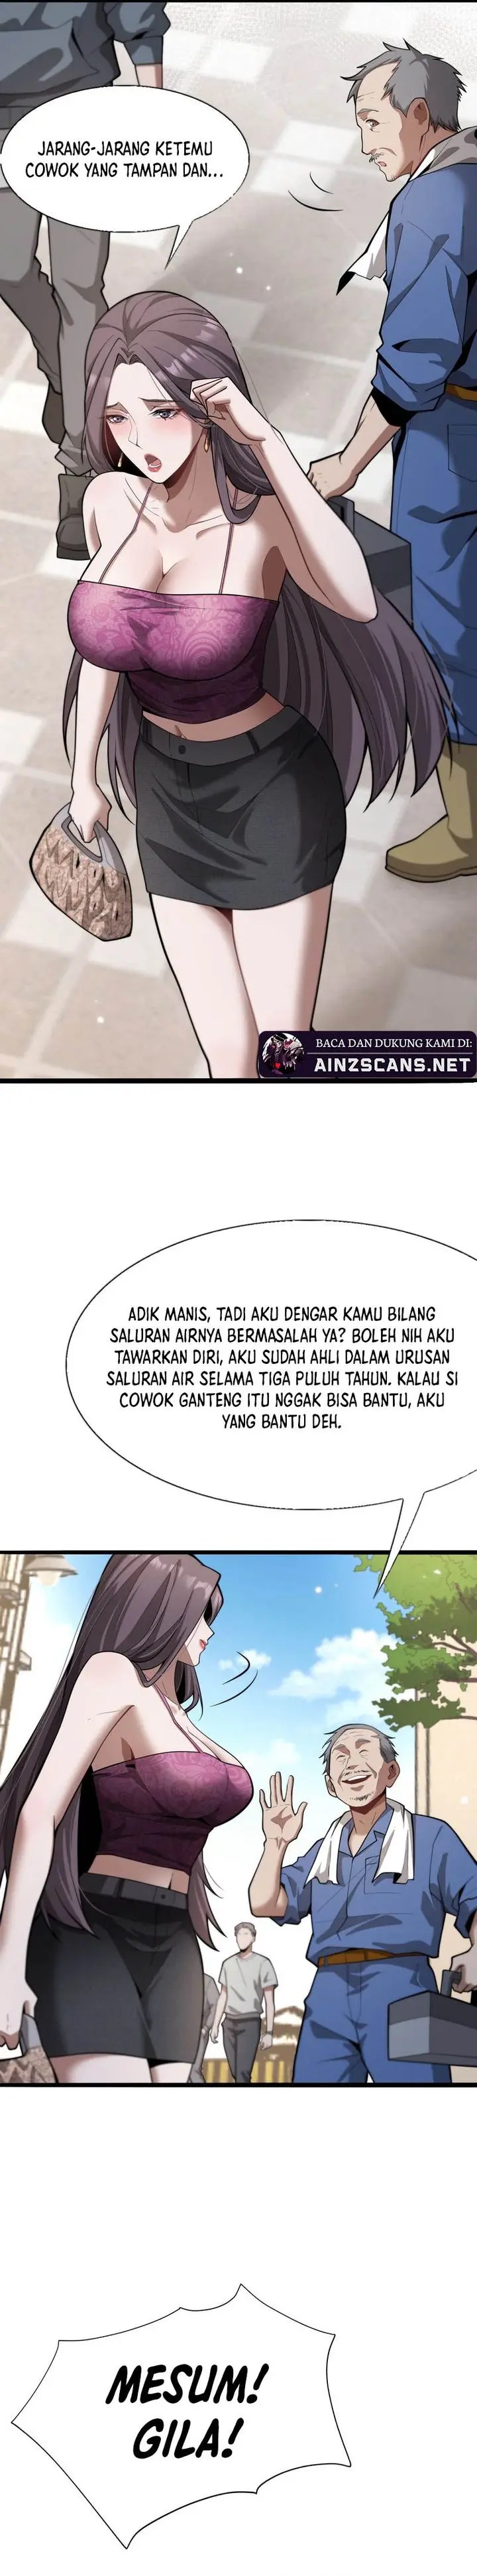 JARANG-JARANG KETEMU
COWOK YANG TAMPAN DAN...
BACA DAN DUKUNG KAMI DI:
AINZSCANS.NET
ADIK MANIS, TADI AKU DENGAR KAMU BILANG
SALURAN AIRNYA BERMASALAH YA? BOLEH NIH AKU
TAWARKAN DIRI, AKU SUDAH AHLI DALAM URUSAN
SALURAN AIR SELAMA TIGA PULUH TAHUN. KALAU SI
COWOK GANTENG ITU NGGAK BISA BANTU, AKU
YANG BANTU DEH.
MESUM!
GILA!